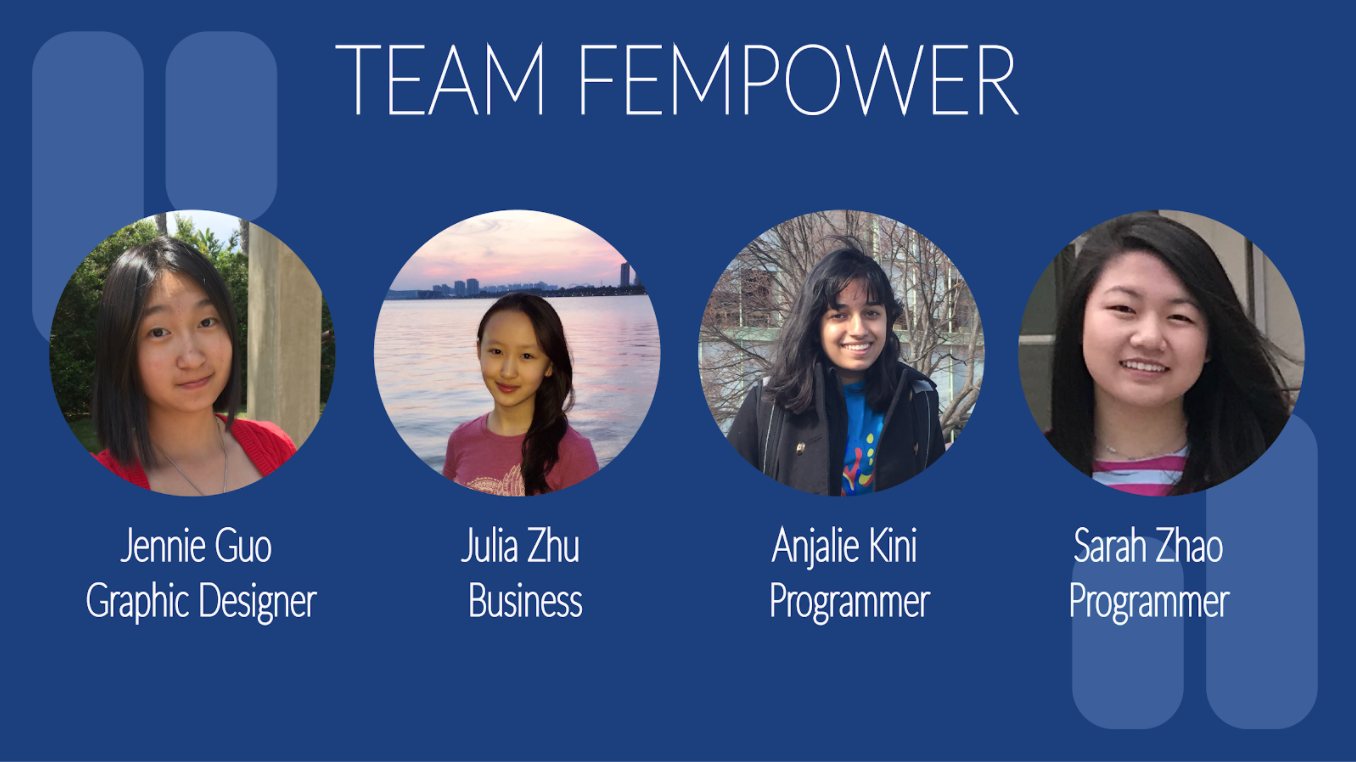 TEAM FEMPOWER
Jennie Guo
Graphic Designer
Julia Zhu
Business
Anjalie Kini
Programmer
Sarah Zhao
Programmer